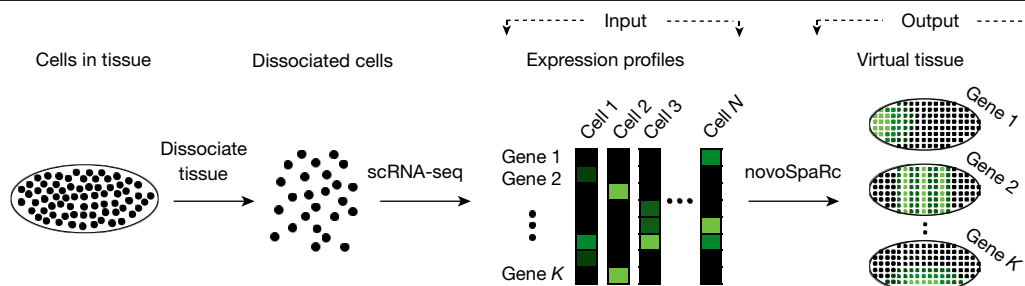 Input
Output
Cells in tissue
Dissociated cells
Expression profiles
Virtual tissue
Cell 1
Cell 2
Cell 3
Cell N
Gene 1
Gene 2
Gene K
Dissociate
tissue
scRNA-seq
novoSpaRc
Gene 1
Gene 2
Gene K